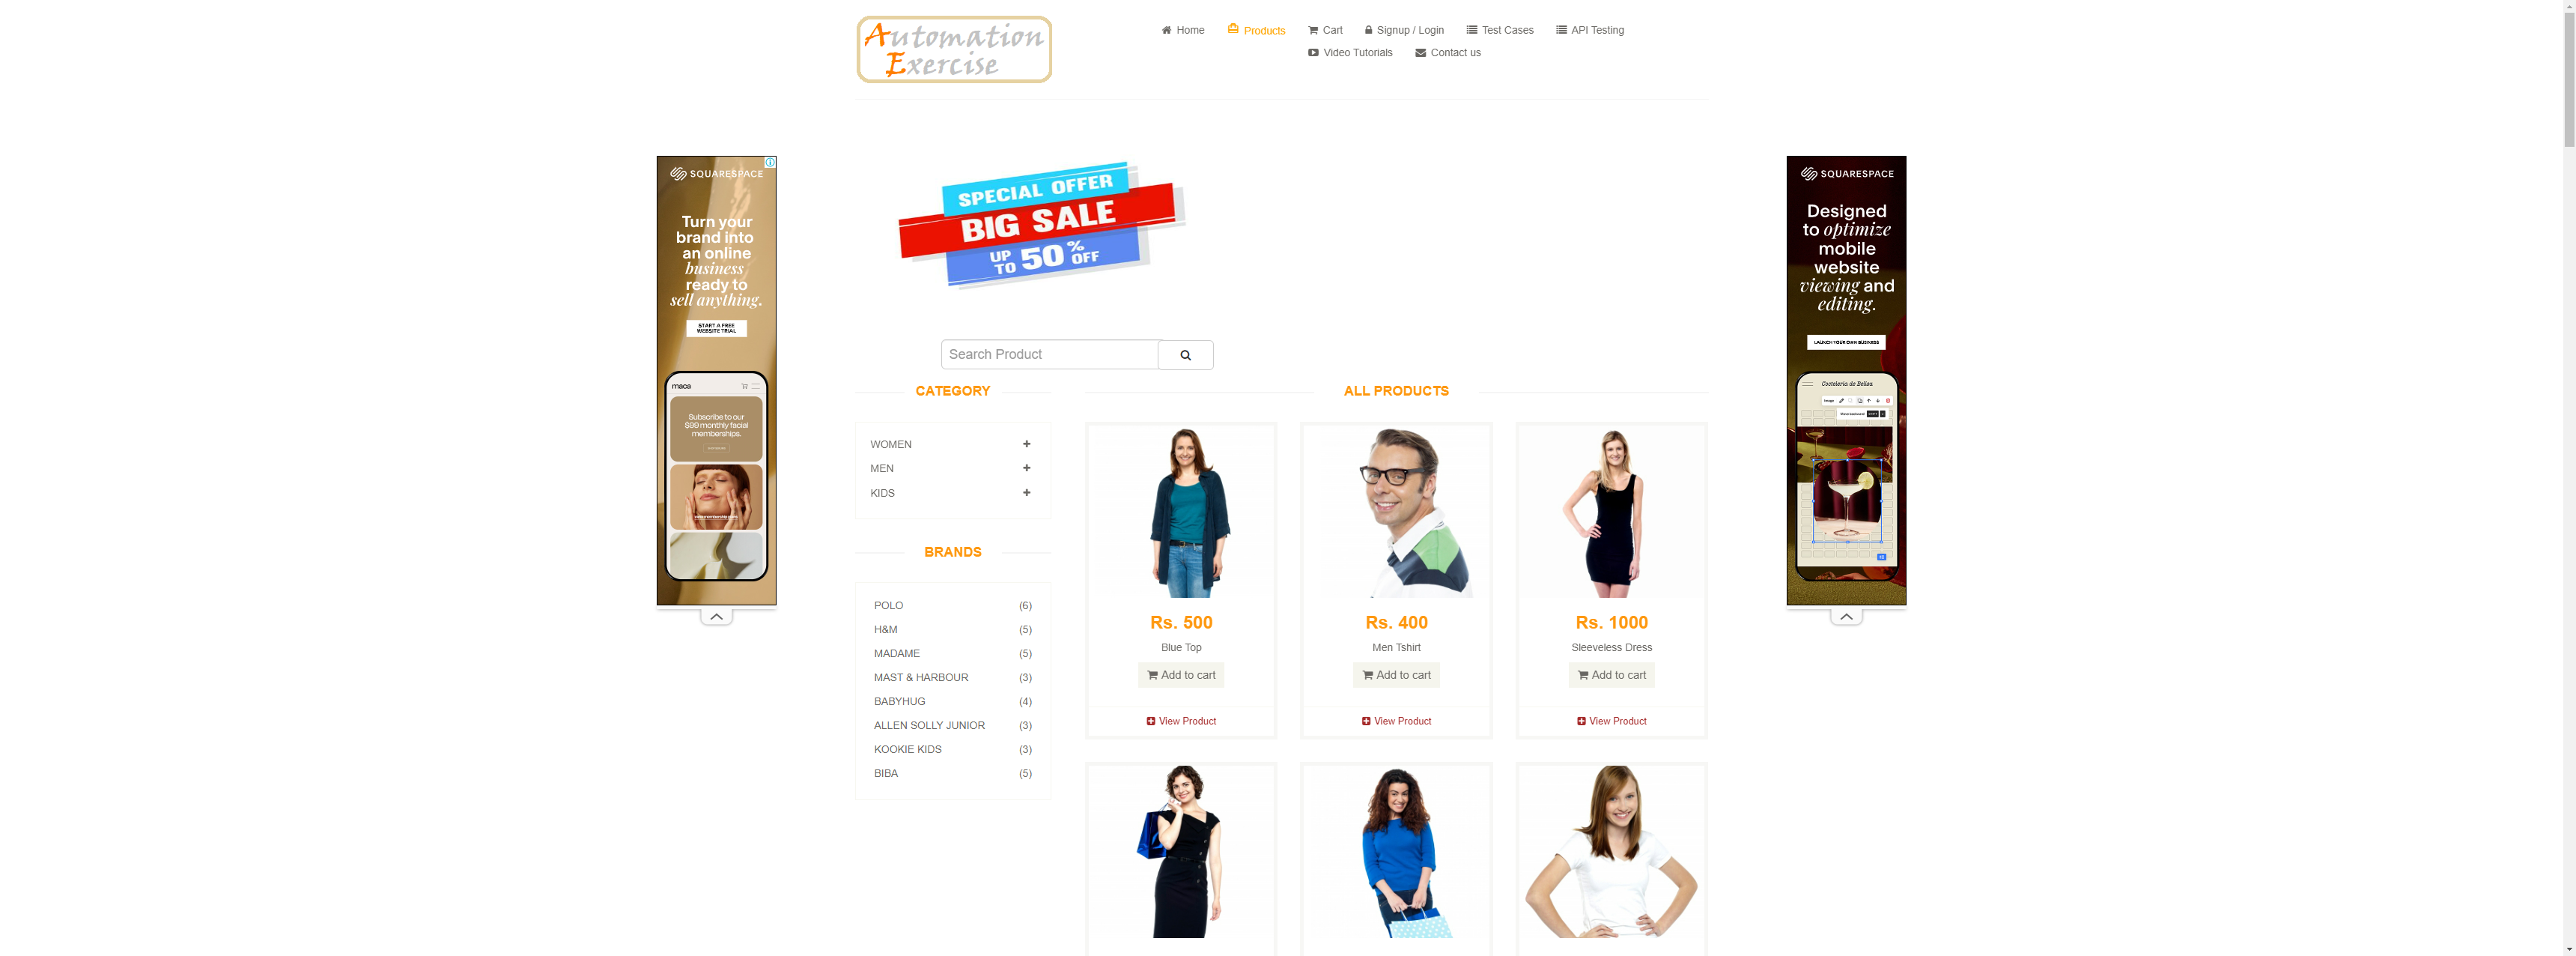 Automation
Exercise
Home
Products
Cart
Signup / Login
Test Cases
API Testing
Video Tutorials
Contact us
SQUARESPACE
Turn your
brand into
an online
business
ready to
sell anything.
START A FREE
WEBSITE TRIAL
maca
Subscribe to our
$99 monthly facial
memberships.
SPECIAL OFFER
BIG SALE
UP TO 50% OFF
Search Product
CATEGORY
WOMEN
MEN
KIDS
BRANDS
POLO (6)
H&M (5)
MADAME (5)
MAST & HARBOUR (3)
BABYHUG (4)
ALLEN SOLLY JUNIOR (3)
KOOKIE KIDS (3)
BIBA (5)
ALL PRODUCTS
Rs. 500
Blue Top
Add to cart
View Product
Rs. 400
Men Tshirt
Add to cart
View Product
Rs. 1000
Sleeveless Dress
Add to cart
View Product
SQUARESPACE
Designed
to optimize
mobile
website
viewing and
editing.
LAUNCH YOUR OWN BUSINESS
Coctelería de Bellas
Image